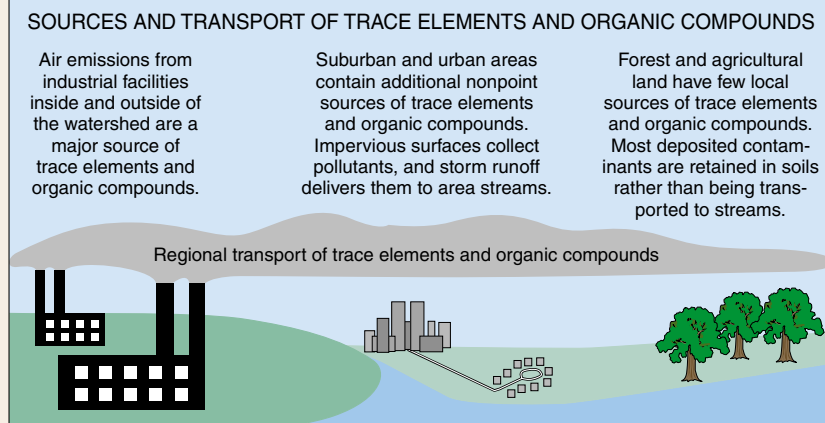 SOURCES AND TRANSPORT OF TRACE ELEMENTS AND ORGANIC COMPOUNDS
Air emissions from
industrial facilities
inside and outside of
the watershed are a
major source of
trace elements and
organic compounds.
Suburban and urban areas
contain additional nonpoint
sources of trace elements
and organic compounds.
Impervious surfaces collect
pollutants, and storm runoff
delivers them to area streams.
Forest and agricultural
land have few local
sources of trace elements
and organic compounds.
Most deposited contam-
inants are retained in soils
rather than being trans-
ported to streams.
Regional transport of trace elements and organic compounds